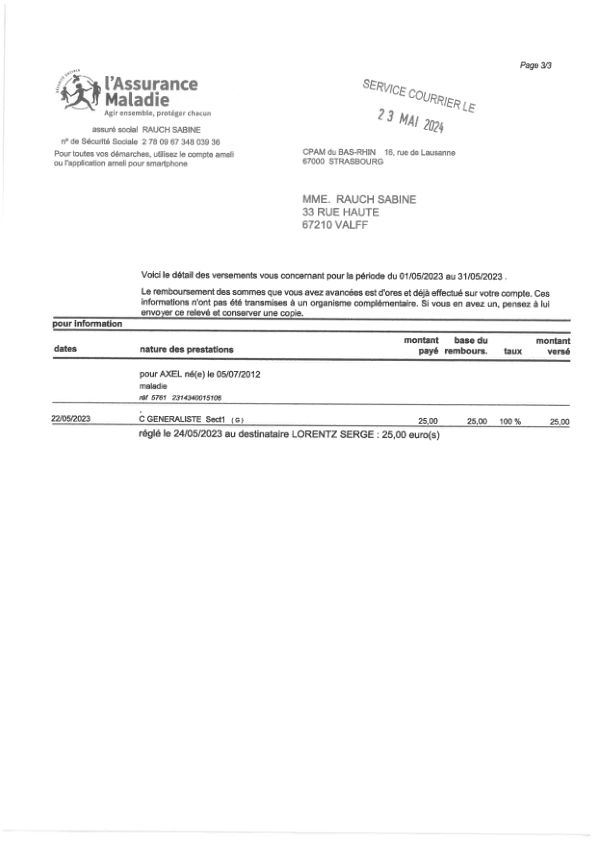 Page 3/3
SÉCURITÉ SOCIALE
l'Assurance
Maladie
Agir ensemble, protéger chacun
SERVICE COURRIER LE
23 MAI 2024
assuré social RAUCH SABINE
n° de Sécurité Sociale 2 78 09 67 348 039 36
Pour toutes vos démarches, utilisez le compte ameli
ou l'application ameli pour smartphone
CPAM du BAS-RHIN 16, rue de Lausanne
67000 STRASBOURG
MME. RAUCH SABINE
33 RUE HAUTE
67210 VALFF
Voici le détail des versements vous concernant pour la période du 01/05/2023 au 31/05/2023 .
Le remboursement des sommes que vous avez avancées est d'ores et déjà effectué sur votre compte. Ces
informations n'ont pas été transmises à un organisme complémentaire. Si vous en avez un, pensez à lui
envoyer ce relevé et conserver une copie.
pour information
dates nature des prestations montant payé base du rembours. taux montant versé
pour AXEL né(e) le 05/07/2012
maladie
réf 5761 2314340015106
22/05/2023 C GENERALISTE Sect1 (G) 25,00 25,00 100 % 25,00
réglé le 24/05/2023 au destinataire LORENTZ SERGE : 25,00 euro(s)